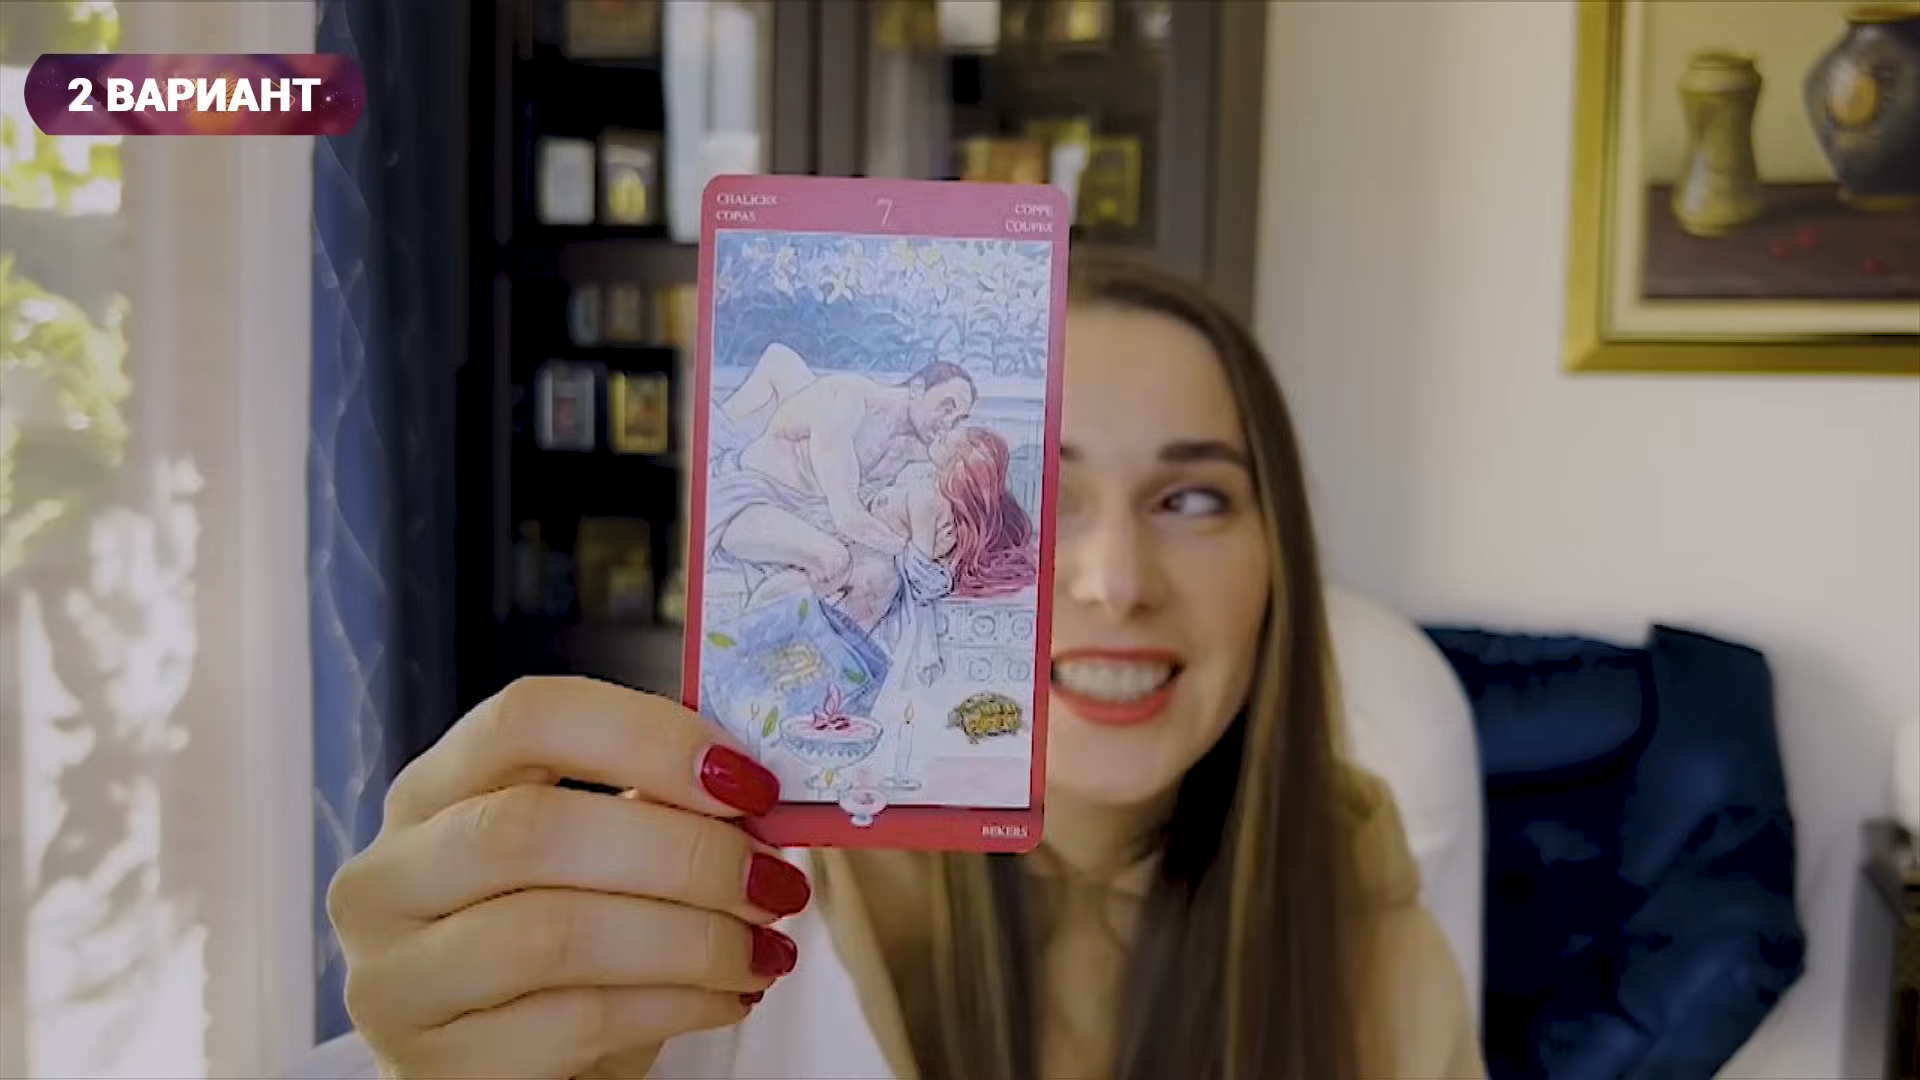 2 ВАРИАНТ
CHALICES
COPAS
7
COPPE
COUPES
BEKERS